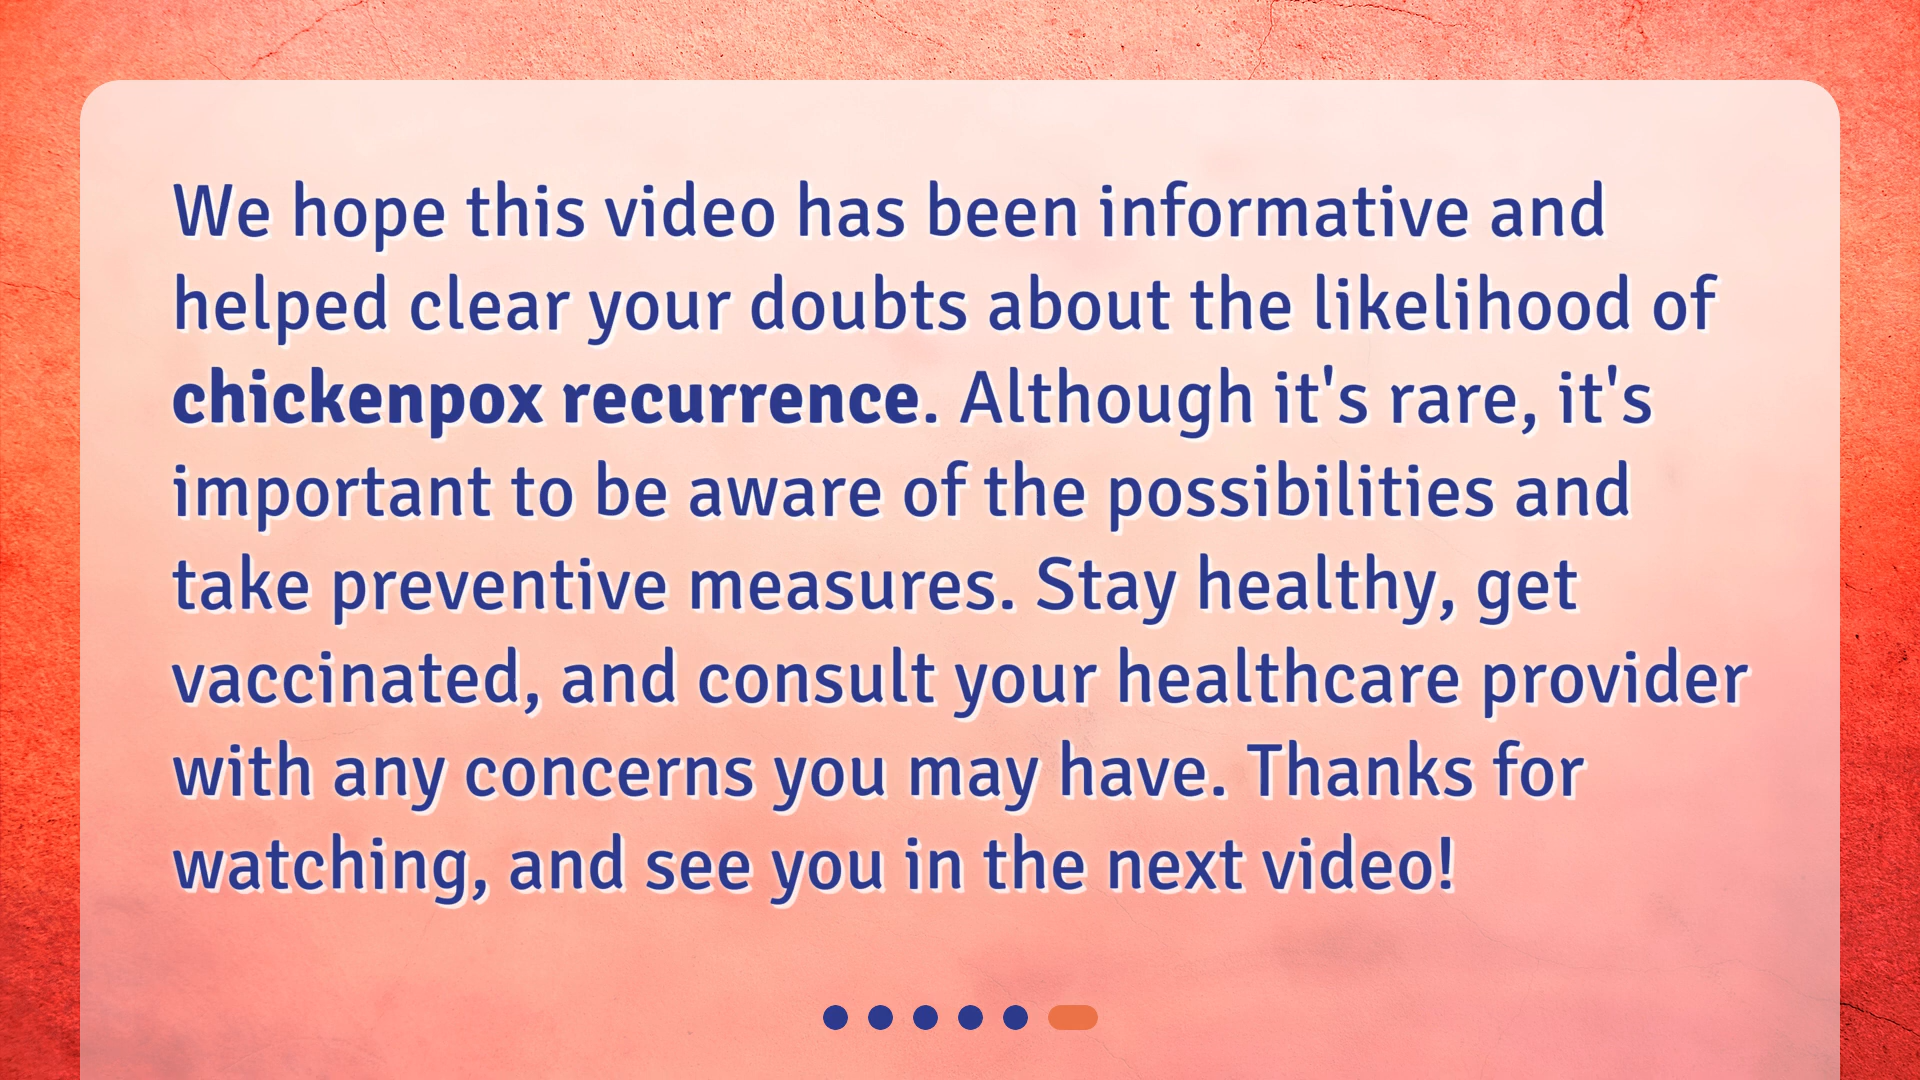 We hope this video has been informative and
helped clear your doubts about the likelihood of
chickenpox recurrence. Although it's rare, it's
important to be aware of the possibilities and
take preventive measures. Stay healthy, get
vaccinated, and consult your healthcare provider
with any concerns you may have. Thanks for
watching, and see you in the next video!